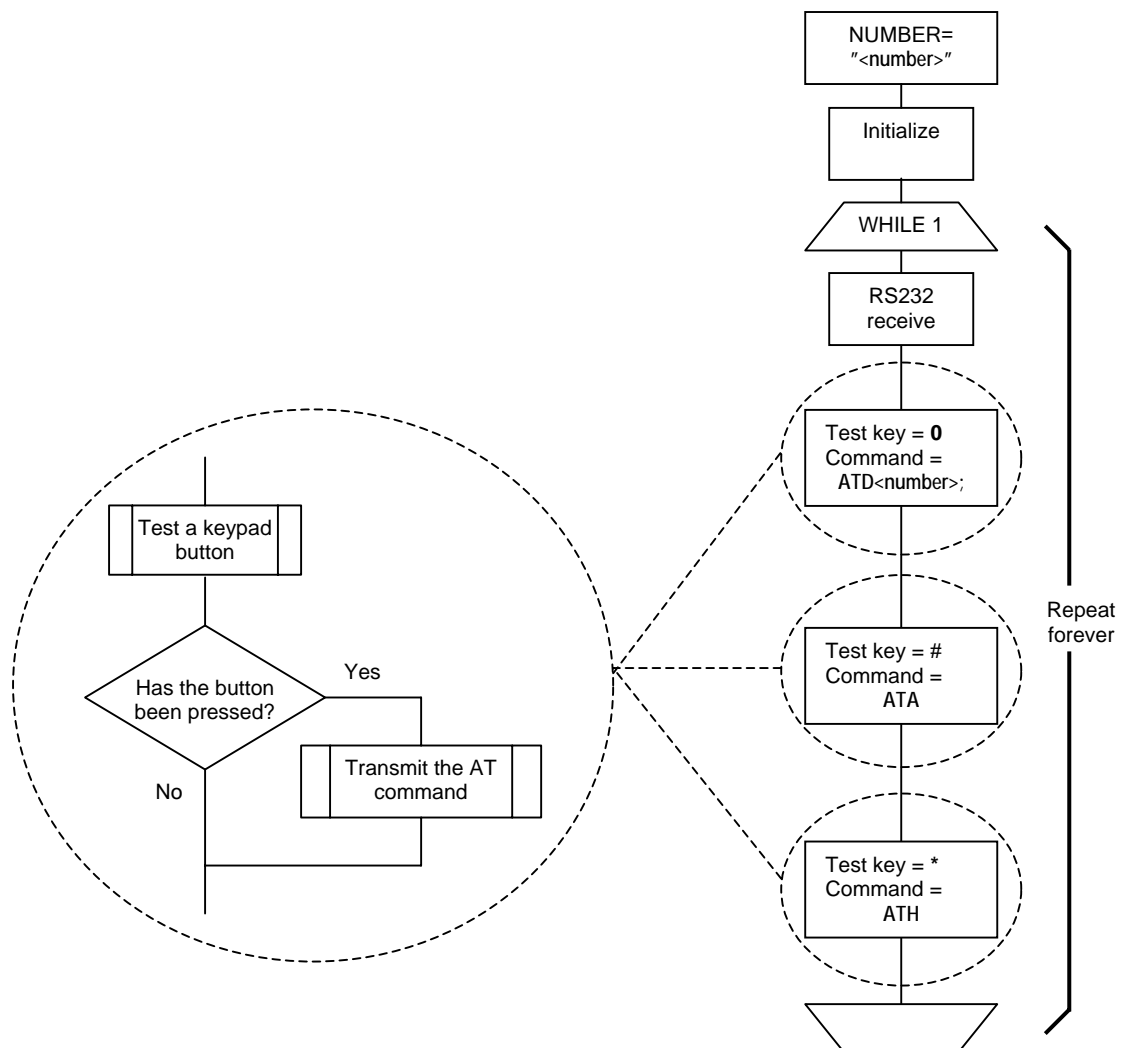 NUMBER=
"<number>"
Initialize
WHILE 1
RS232
receive
Test key = 0
Command =
ATD<number>;
Test key = #
Command =
ATA
Test key = *
Command =
ATH
Repeat
forever
Test a keypad
button
Has the button
been pressed?
Yes
No
Transmit the AT
command